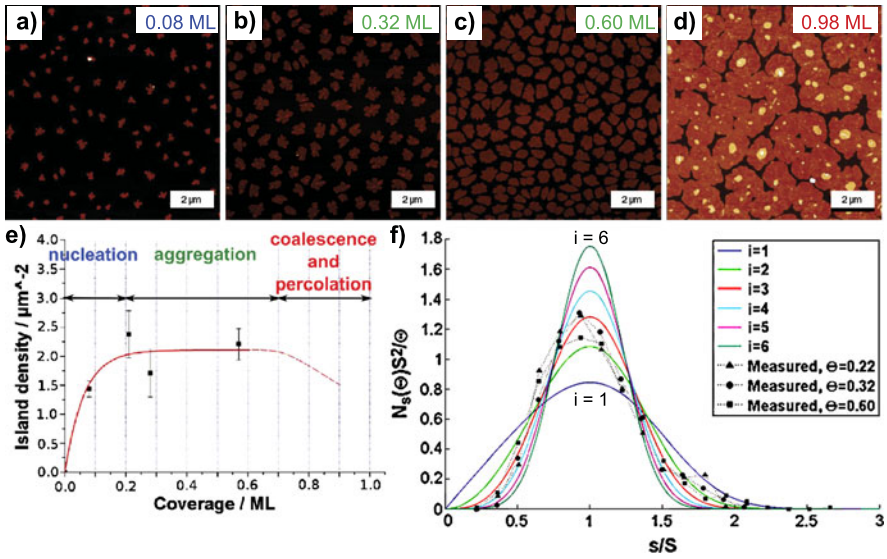 a)
0.08 ML
b)
0.32 ML
c)
0.60 ML
d)
0.98 ML
2 µm
2 µm
2 µm
2 µm
e)
4.0
3.5
3.0
2.5
2.0
1.5
1.0
0.5
0.0
Island density / µm^-2
nucleation
aggregation
coalescence
and
percolation
0.0 0.2 0.4 0.6 0.8 1.0
Coverage / ML
f)
1.8
1.6
1.4
1.2
1
0.8
0.6
0.4
0.2
0
Ns(Θ)S²/Θ
i = 6
i = 1
i=1
i=2
i=3
i=4
i=5
i=6
Measured, Θ=0.22
Measured, Θ=0.32
Measured, Θ=0.60
0 0.5 1 1.5 2 2.5 3
s/S